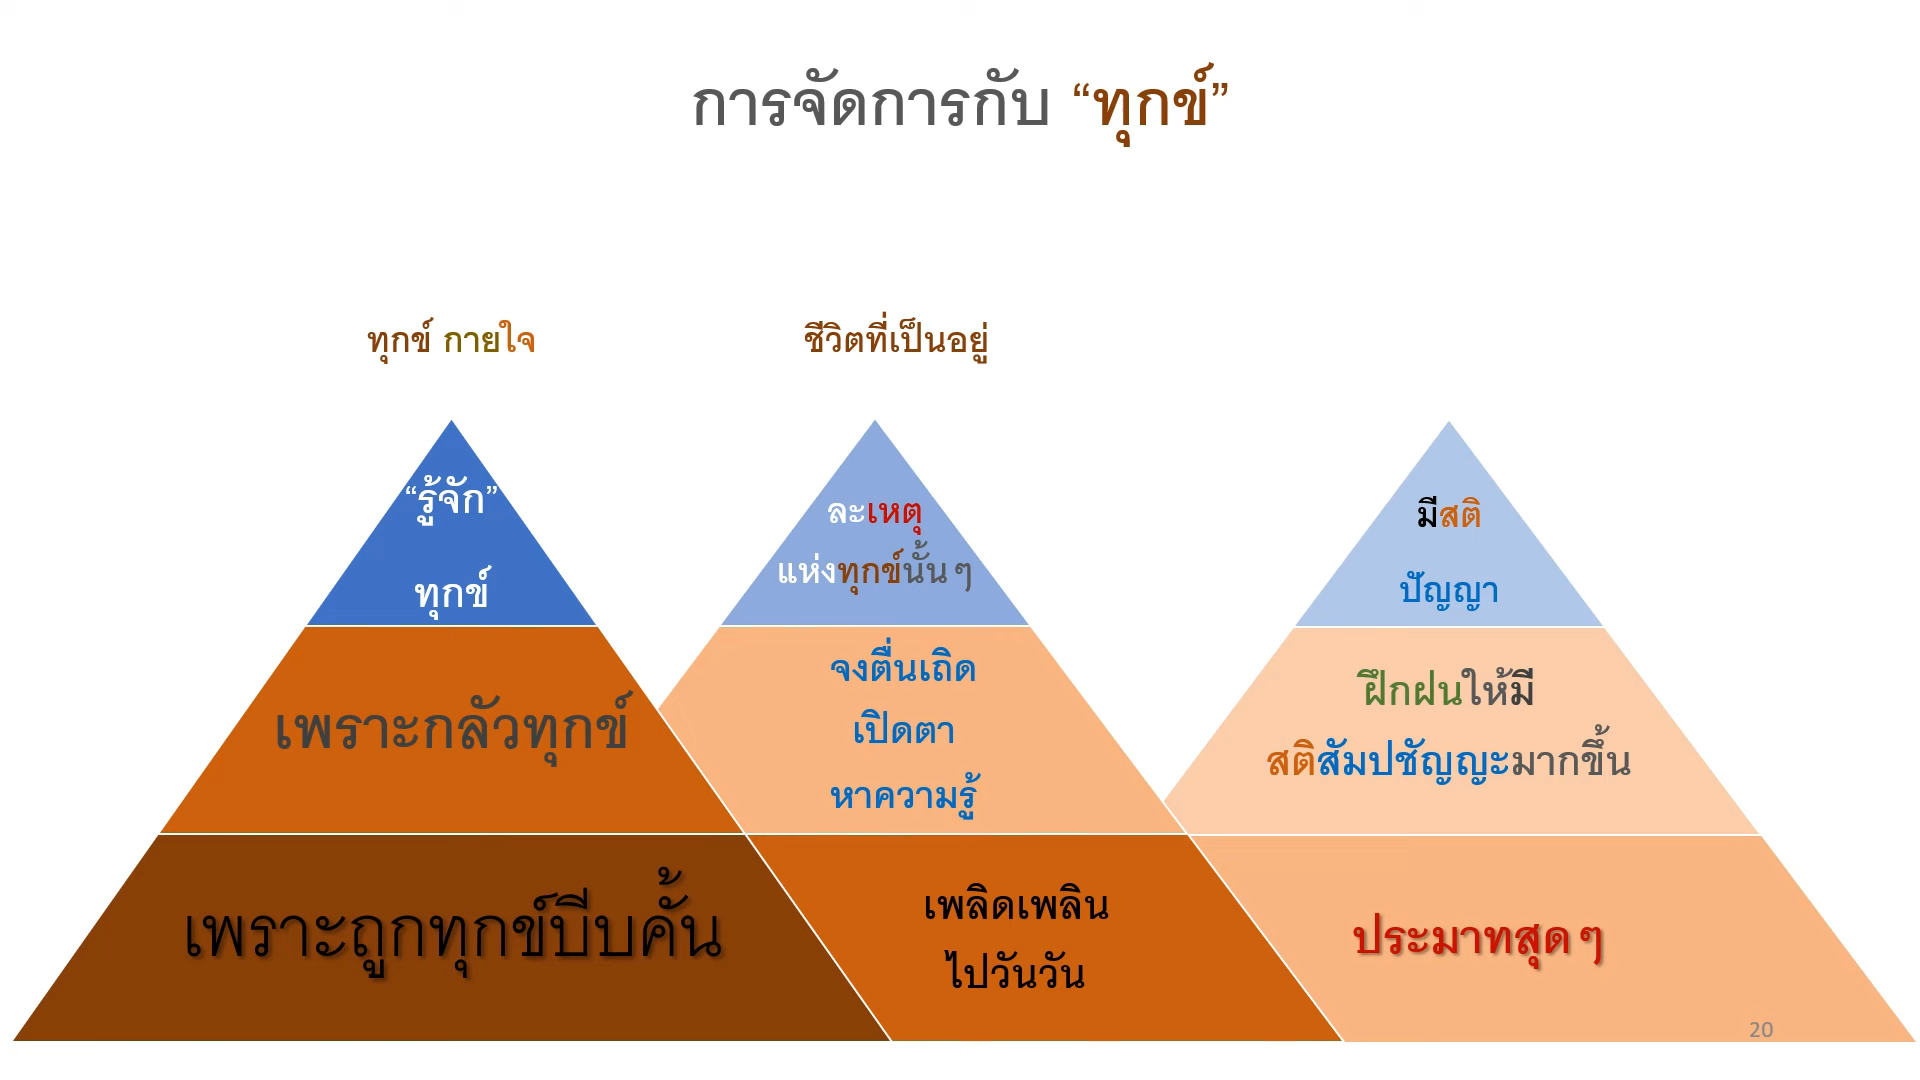 การจัดการกับ “ทุกข์”
ทุกข์ กายใจ
ชีวิตที่เป็นอยู่
“รู้จัก”
ทุกข์
เพราะกลัวทุกข์
เพราะถูกทุกข์บีบคั้น
ละเหตุ
แห่งทุกข์นั้นๆ
จงตื่นเถิด
เปิดตา
หาความรู้
เพลิดเพลิน
ไปวันวัน
มีสติ
ปัญญา
ฝึกฝนให้มี
สติสัมปชัญญะมากขึ้น
ประมาทสุดๆ
20